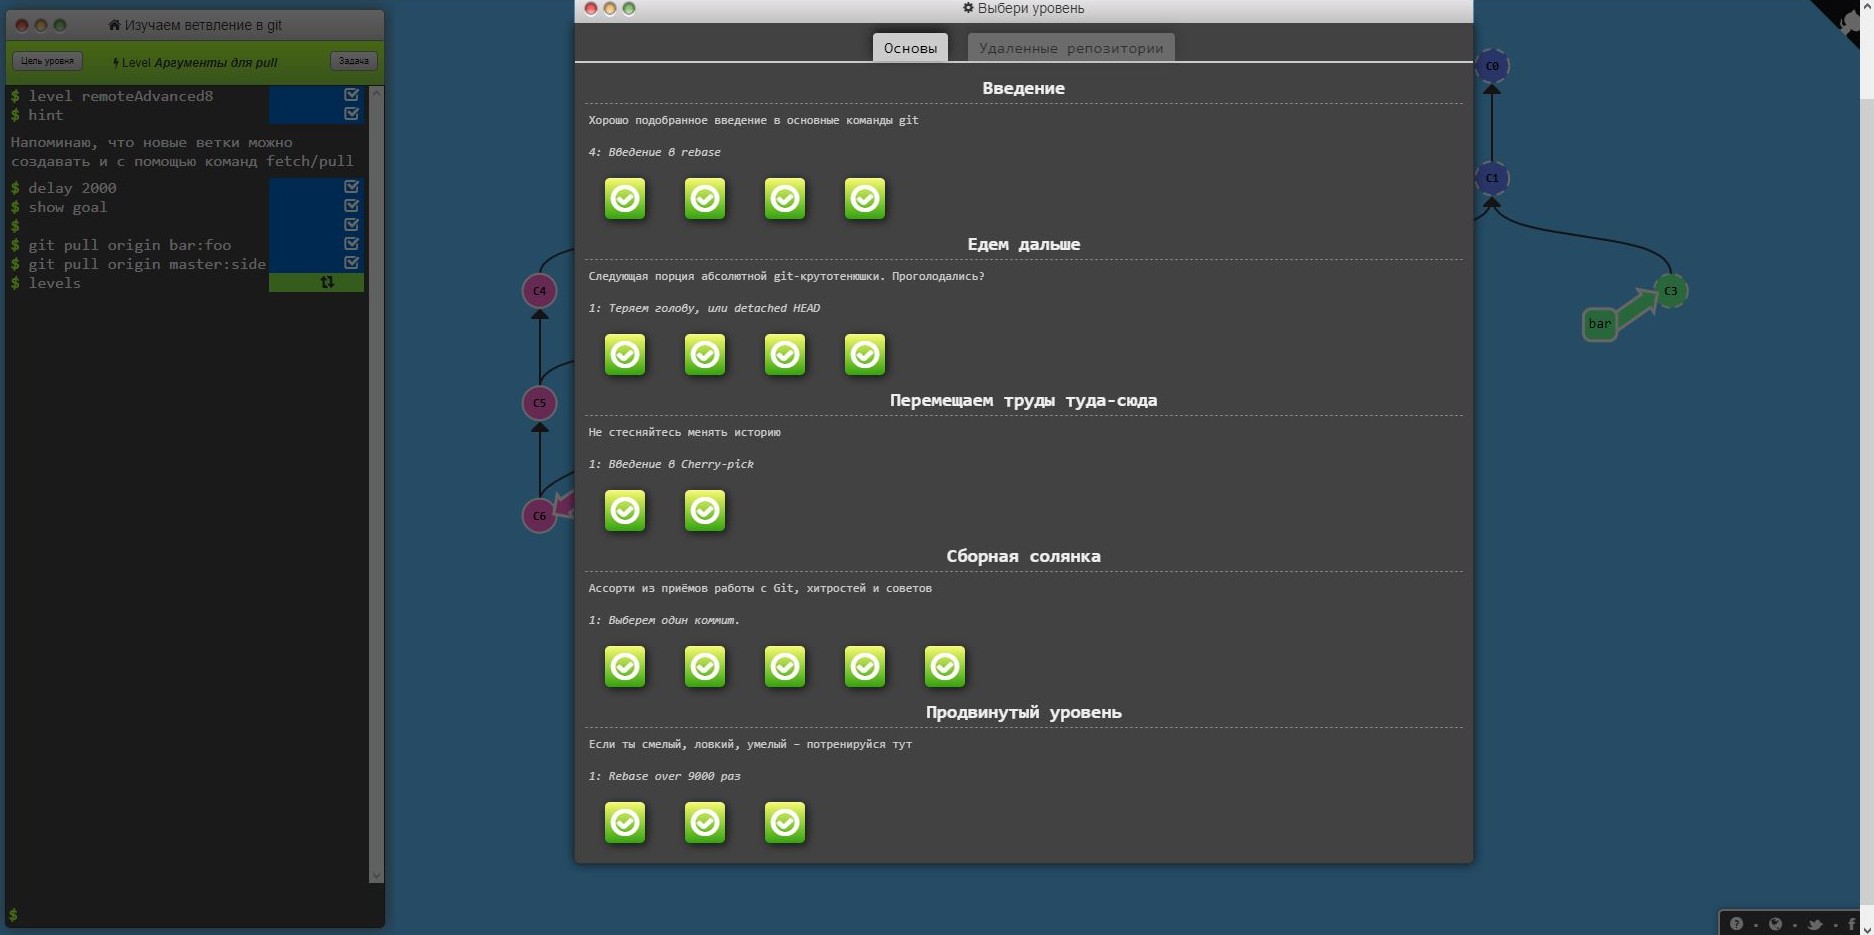 Изучаем ветвление в git
Цель уровня
Level Аргументы для pull
Задача
$ level remoteAdvanced8
$ hint
Напоминаю, что новые ветки можно
создавать и с помощью команд fetch/pull
$ delay 2000
$ show goal
$
$ git pull origin bar:foo
$ git pull origin master:side
$ levels
$
Выбери уровень
Основы
Удаленные репозитории
Введение
Хорошо подобранное введение в основные команды git
4: Введение в rebase
Едем дальше
Следующая порция абсолютной git-крутотенюшки. Проголодались?
1: Теряем голову, или detached HEAD
Перемещаем труды туда-сюда
Не стесняйтесь менять историю
1: Введение в Cherry-pick
Сборная солянка
Ассорти из приёмов работы с Git, хитростей и советов
1: Выберем один коммит.
Продвинутый уровень
Если ты смелый, ловкий, умелый – потренируйся тут
1: Rebase over 9000 раз
C4
C5
C6
C0
C1
C3
bar